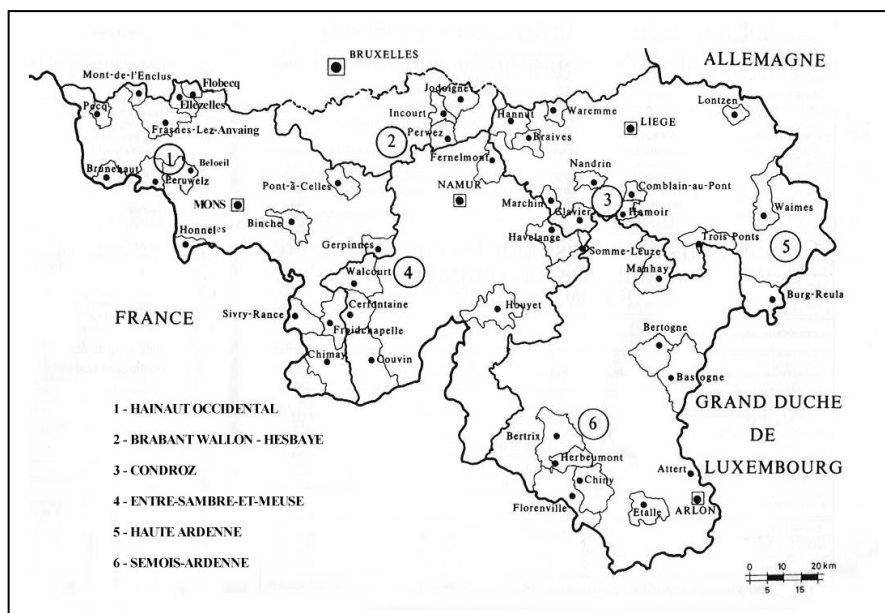 BRUXELLES
ALLEMAGNE
Mont-de-l'Enclus
Flobecq
Ellezelles
Pecq
Frasnes-Lez-Anvaing
Jodoigne
Incourt
Perwez
Hannut
Waremme
Braives
LIEGE
Lontzen
1
2
Brunehaut
Beloeil
Peruwelz
Fernelmont
Nandrin
Pont-à-Celles
NAMUR
Comblain-au-Pont
MONS
Marchin
Clavier
3
Hamoir
Waimes
Binche
Honnelles
Havelange
Gerpinnes
Somme-Leuze
Trois Ponts
5
4
Walcourt
Manhay
Houyet
Burg-Reula
FRANCE
Sivry-Rance
Cerfontaine
Froidchapelle
Bertogne
Chimay
Couvin
Bastogne
GRAND DUCHE
DE
LUXEMBOURG
1 - HAINAUT OCCIDENTAL
2 - BRABANT WALLON - HESBAYE
3 - CONDROZ
4 - ENTRE-SAMBRE-ET-MEUSE
5 - HAUTE ARDENNE
6 - SEMOIS-ARDENNE
6
Bertrix
Herbeumont
Chiny
Florenville
Etalle
Attert
ARLON
0 10 20 km
5 15